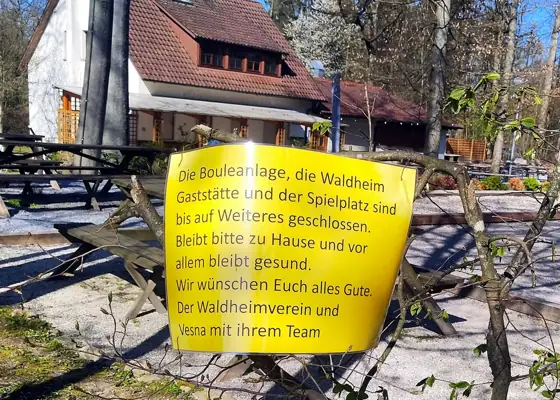 Die Bouleanlage, die Waldheim
Gaststätte und der Spielplatz sind
bis auf Weiteres geschlossen.
Bleibt bitte zu Hause und vor
allem bleibt gesund.
Wir wünschen Euch alles Gute.
Der Waldheimverein und
Vesna mit ihrem Team